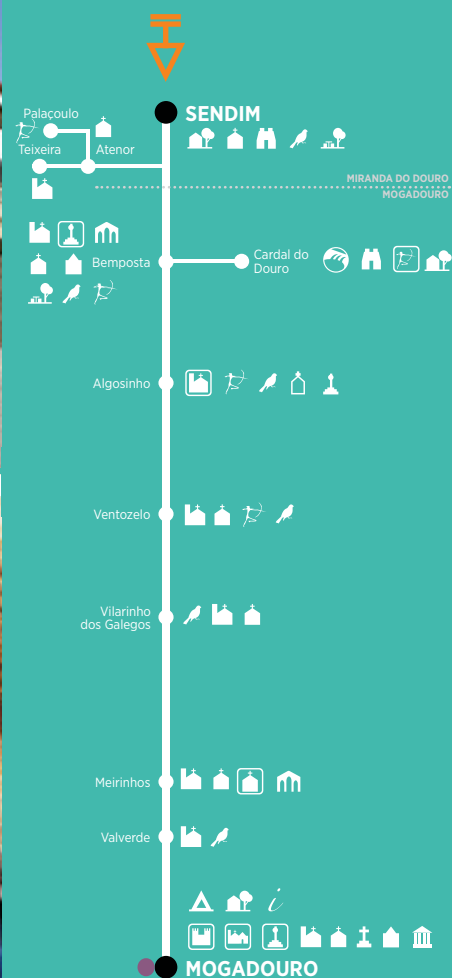 SENDIM
Palaçoulo
Teixeira
Atenor
MIRANDA DO DOURO
MOGADOURO
Bemposta
Cardal do
Douro
Algosinho
Ventozelo
Vilarinho
dos Galegos
Meirinhos
Valverde
i
MOGADOURO